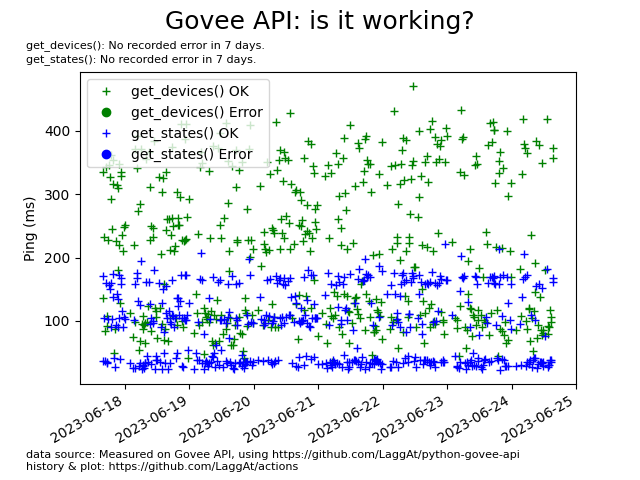 Govee API: is it working?
get_devices(): No recorded error in 7 days.
get_states(): No recorded error in 7 days.
get_devices() OK
get_devices() Error
get_states() OK
get_states() Error
400
300
200
100
Ping (ms)
2023-06-18
2023-06-19
2023-06-20
2023-06-21
2023-06-22
2023-06-23
2023-06-24
2023-06-25
data source: Measured on Govee API, using https://github.com/LaggAt/python-govee-api
history & plot: https://github.com/LaggAt/actions